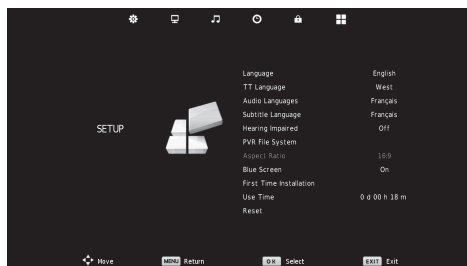 SETUP
Language English
TT Language West
Audio Languages Français
Subtitle Language Français
Hearing Impaired Off
PVR File System
Aspect Ratio 16:9
Blue Screen On
First Time Installation
Use Time 0 d 00 h 18 m
Reset
Move MENU Return OK Select EXIT Exit